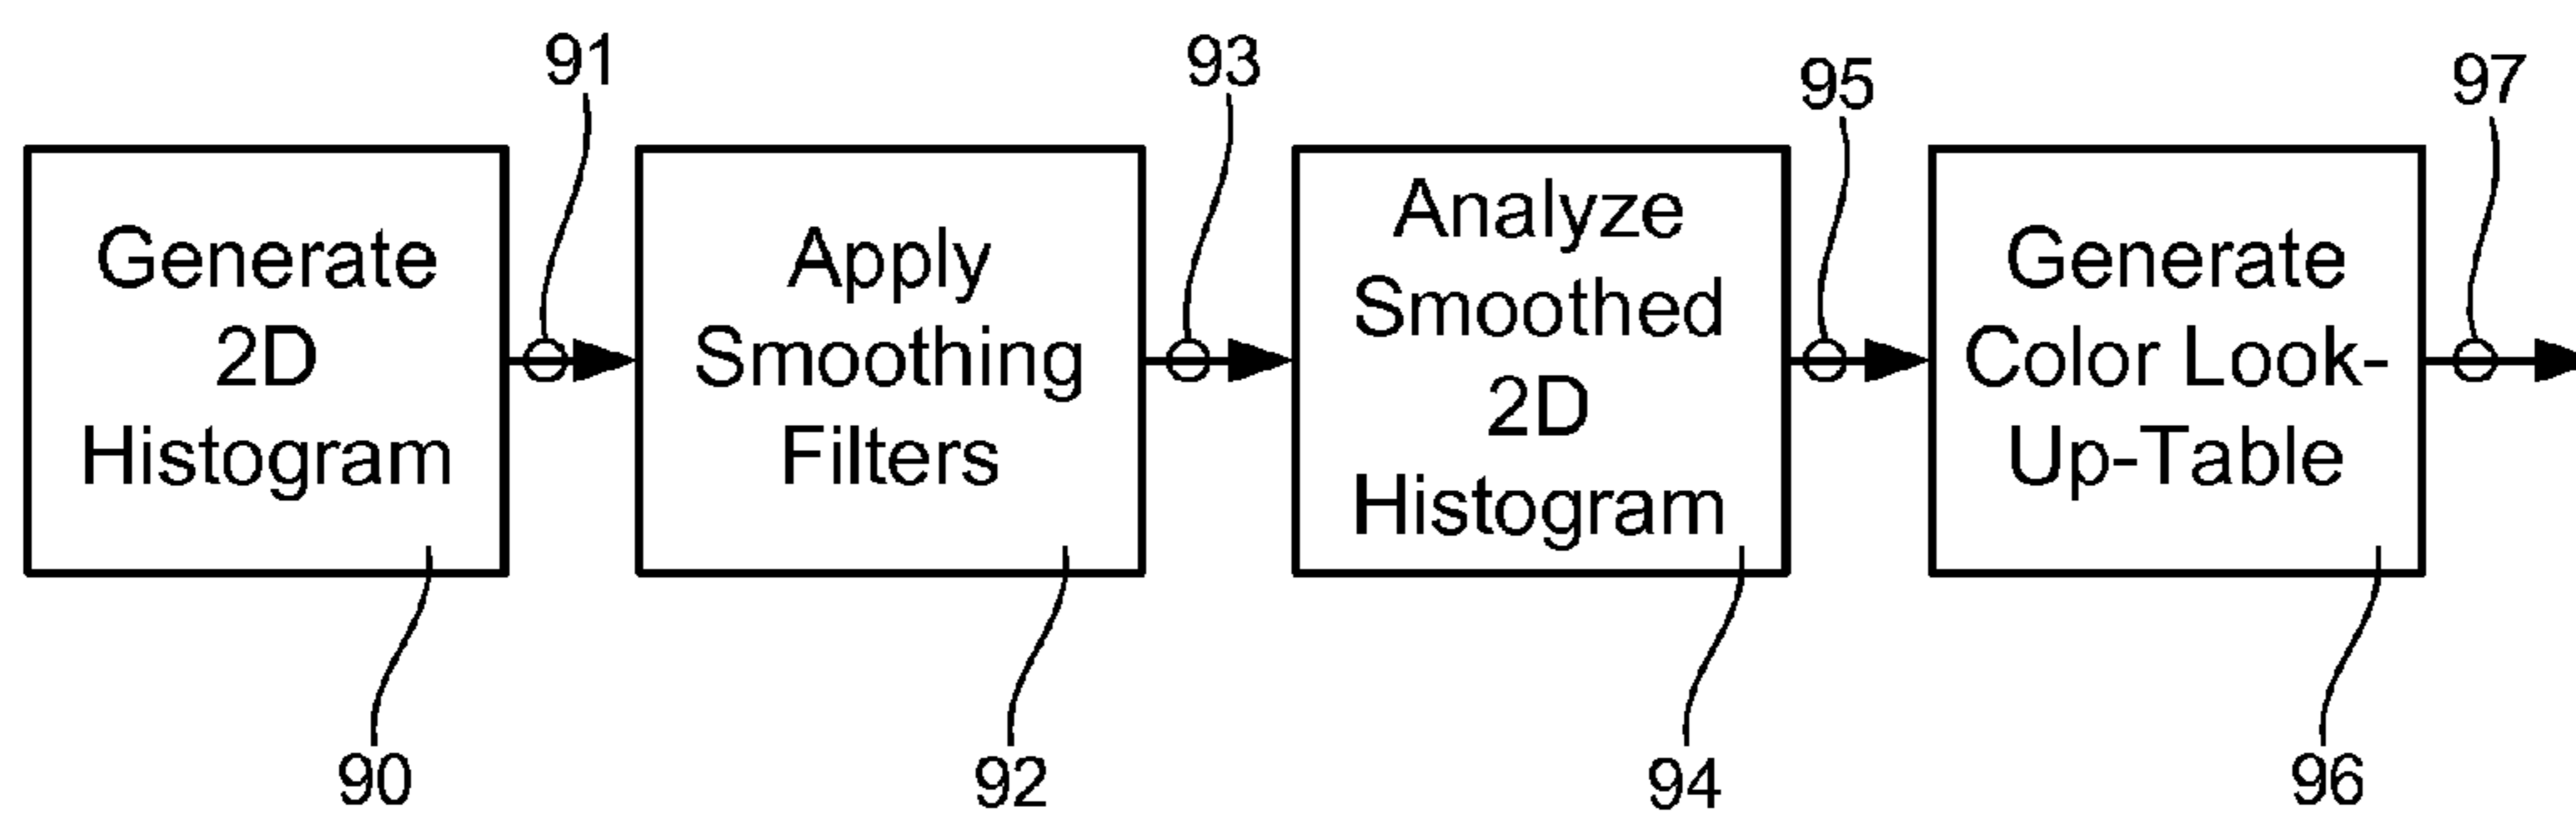 91
93
95
97
Generate
2D
Histogram
Apply
Smoothing
Filters
Analyze
Smoothed
2D
Histogram
Generate
Color Look-
Up-Table
90
92
94
96